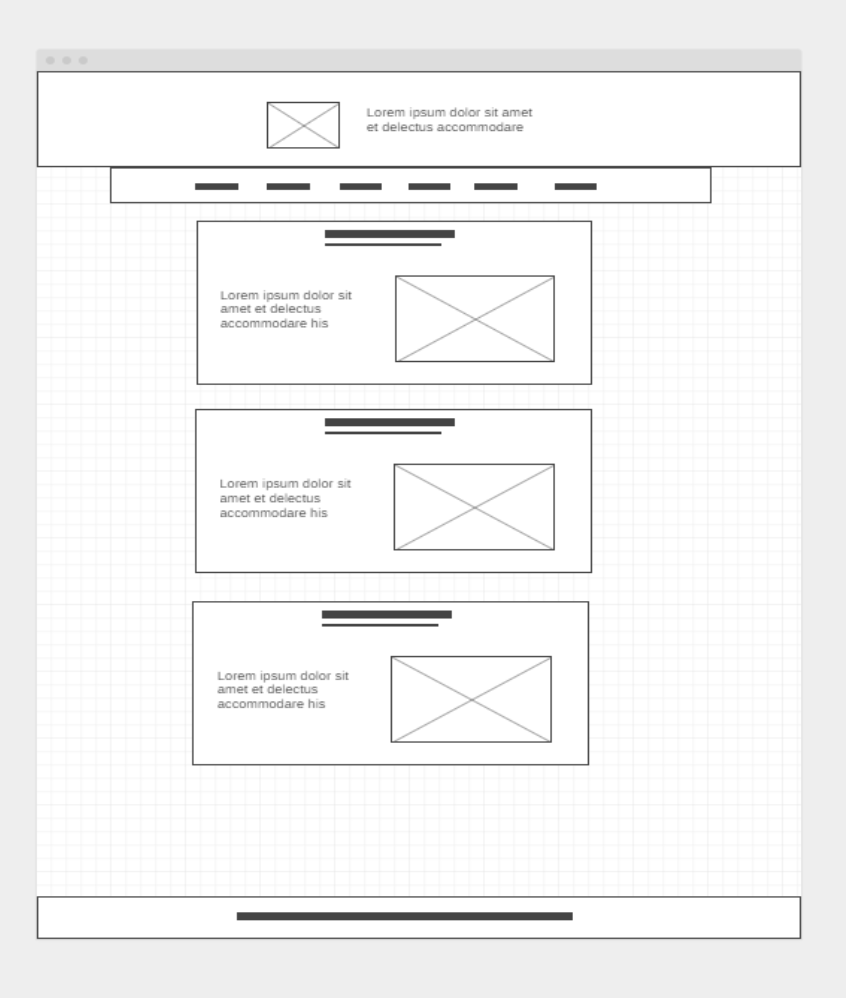 Lorem ipsum dolor sit amet
et delectus accommodare
Lorem ipsum dolor sit
amet et delectus
accommodare his
Lorem ipsum dolor sit
amet et delectus
accommodare his
Lorem ipsum dolor sit
amet et delectus
accommodare his